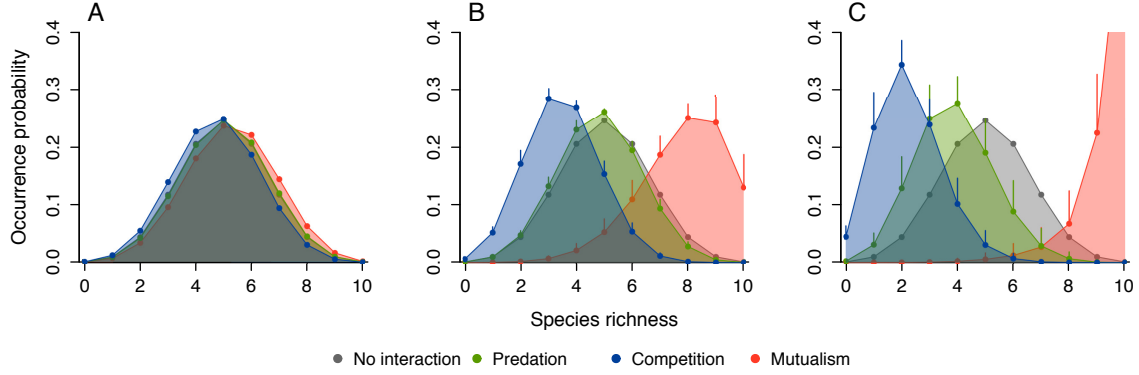 A
B
C
Occurrence probability
0.4
0.3
0.2
0.1
0.0
0 2 4 6 8 10
0.4
0.3
0.2
0.1
0.0
0 2 4 6 8 10
0.4
0.3
0.2
0.1
0.0
0 2 4 6 8 10
Species richness
No interaction Predation Competition Mutualism